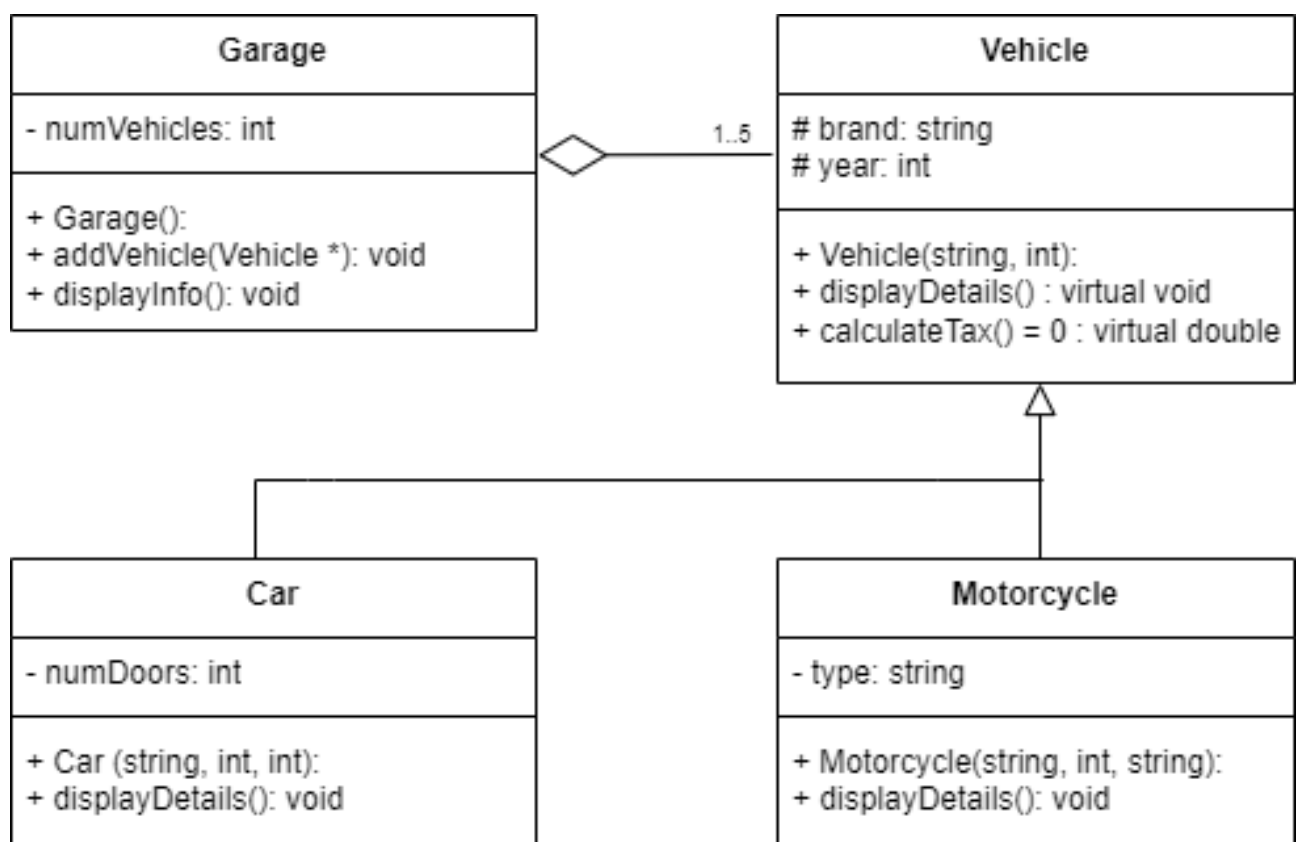 Garage
- numVehicles: int
+ Garage():
+ addVehicle(Vehicle *): void
+ displayInfo(): void
1..5
Vehicle
# brand: string
# year: int
+ Vehicle(string, int):
+ displayDetails() : virtual void
+ calculateTax() = 0 : virtual double
Car
- numDoors: int
+ Car (string, int, int):
+ displayDetails(): void
Motorcycle
- type: string
+ Motorcycle(string, int, string):
+ displayDetails(): void